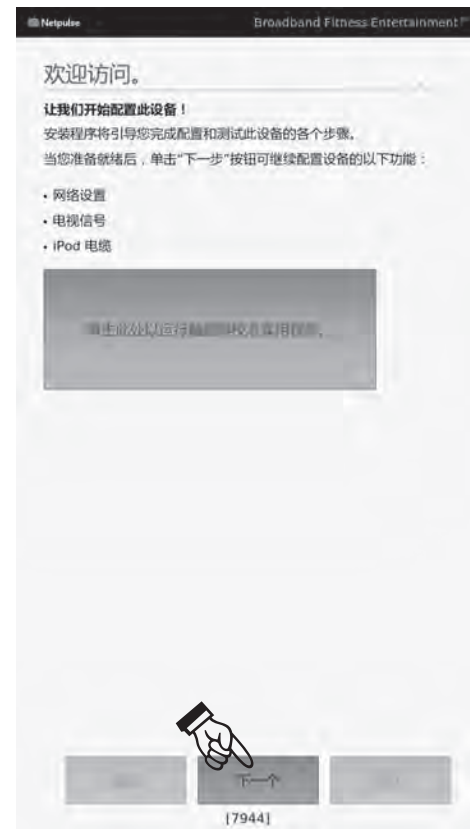 Netpulse
Broadband Fitness Entertainment
欢迎访问。
让我们开始配置此设备！
安装程序将引导您完成配置和测试此设备的各个步骤。
当您准备就绪后，单击“下一步”按钮可继续配置设备的以下功能：
• 网络设置
• 电视信号
• iPod 电缆
下一个
[7944]